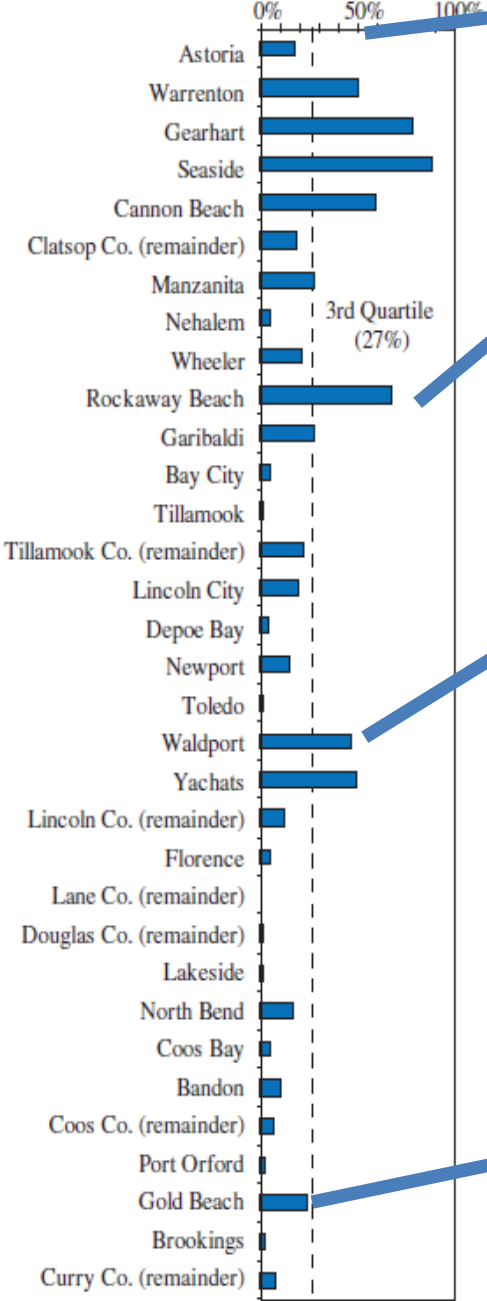 0% 50% 100%
Astoria
Warrenton
Gearhart
Seaside
Cannon Beach
Clatsop Co. (remainder)
Manzanita
Nehalem
3rd Quartile
(27%)
Wheeler
Rockaway Beach
Garibaldi
Bay City
Tillamook
Tillamook Co. (remainder)
Lincoln City
Depoe Bay
Newport
Toledo
Waldport
Yachats
Lincoln Co. (remainder)
Florence
Lane Co. (remainder)
Douglas Co. (remainder)
Lakeside
North Bend
Coos Bay
Bandon
Coos Co. (remainder)
Port Orford
Gold Beach
Brookings
Curry Co. (remainder)